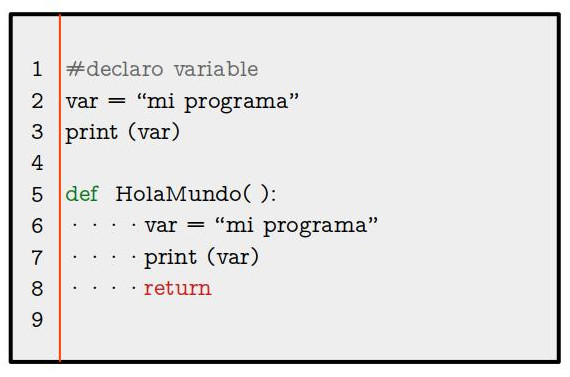 1 #declaro variable
2 var = “mi programa”
3 print (var)
4
5 def HolaMundo( ):
6 · · · · var = “mi programa”
7 · · · · print (var)
8 · · · · return
9